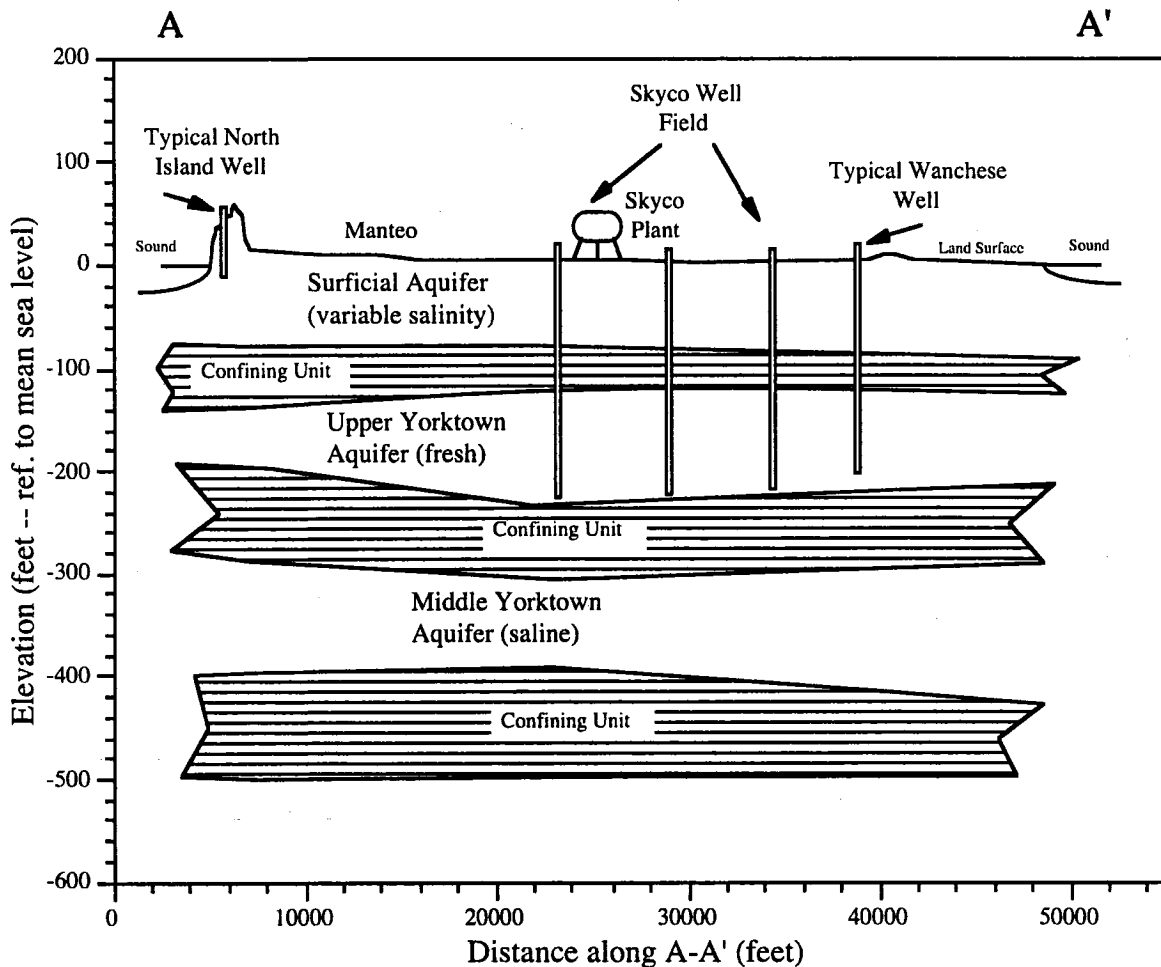 A
A'
200
100
0
-100
-200
-300
-400
-500
-600
Elevation (feet -- ref. to mean sea level)
Skyco Well
Field
Typical North
Island Well
Typical Wanchese
Well
Skyco
Plant
Sound
Manteo
Land Surface
Sound
Surficial Aquifer
(variable salinity)
Confining Unit
Upper Yorktown
Aquifer (fresh)
Confining Unit
Middle Yorktown
Aquifer (saline)
Confining Unit
0
10000
20000
30000
40000
50000
Distance along A-A' (feet)